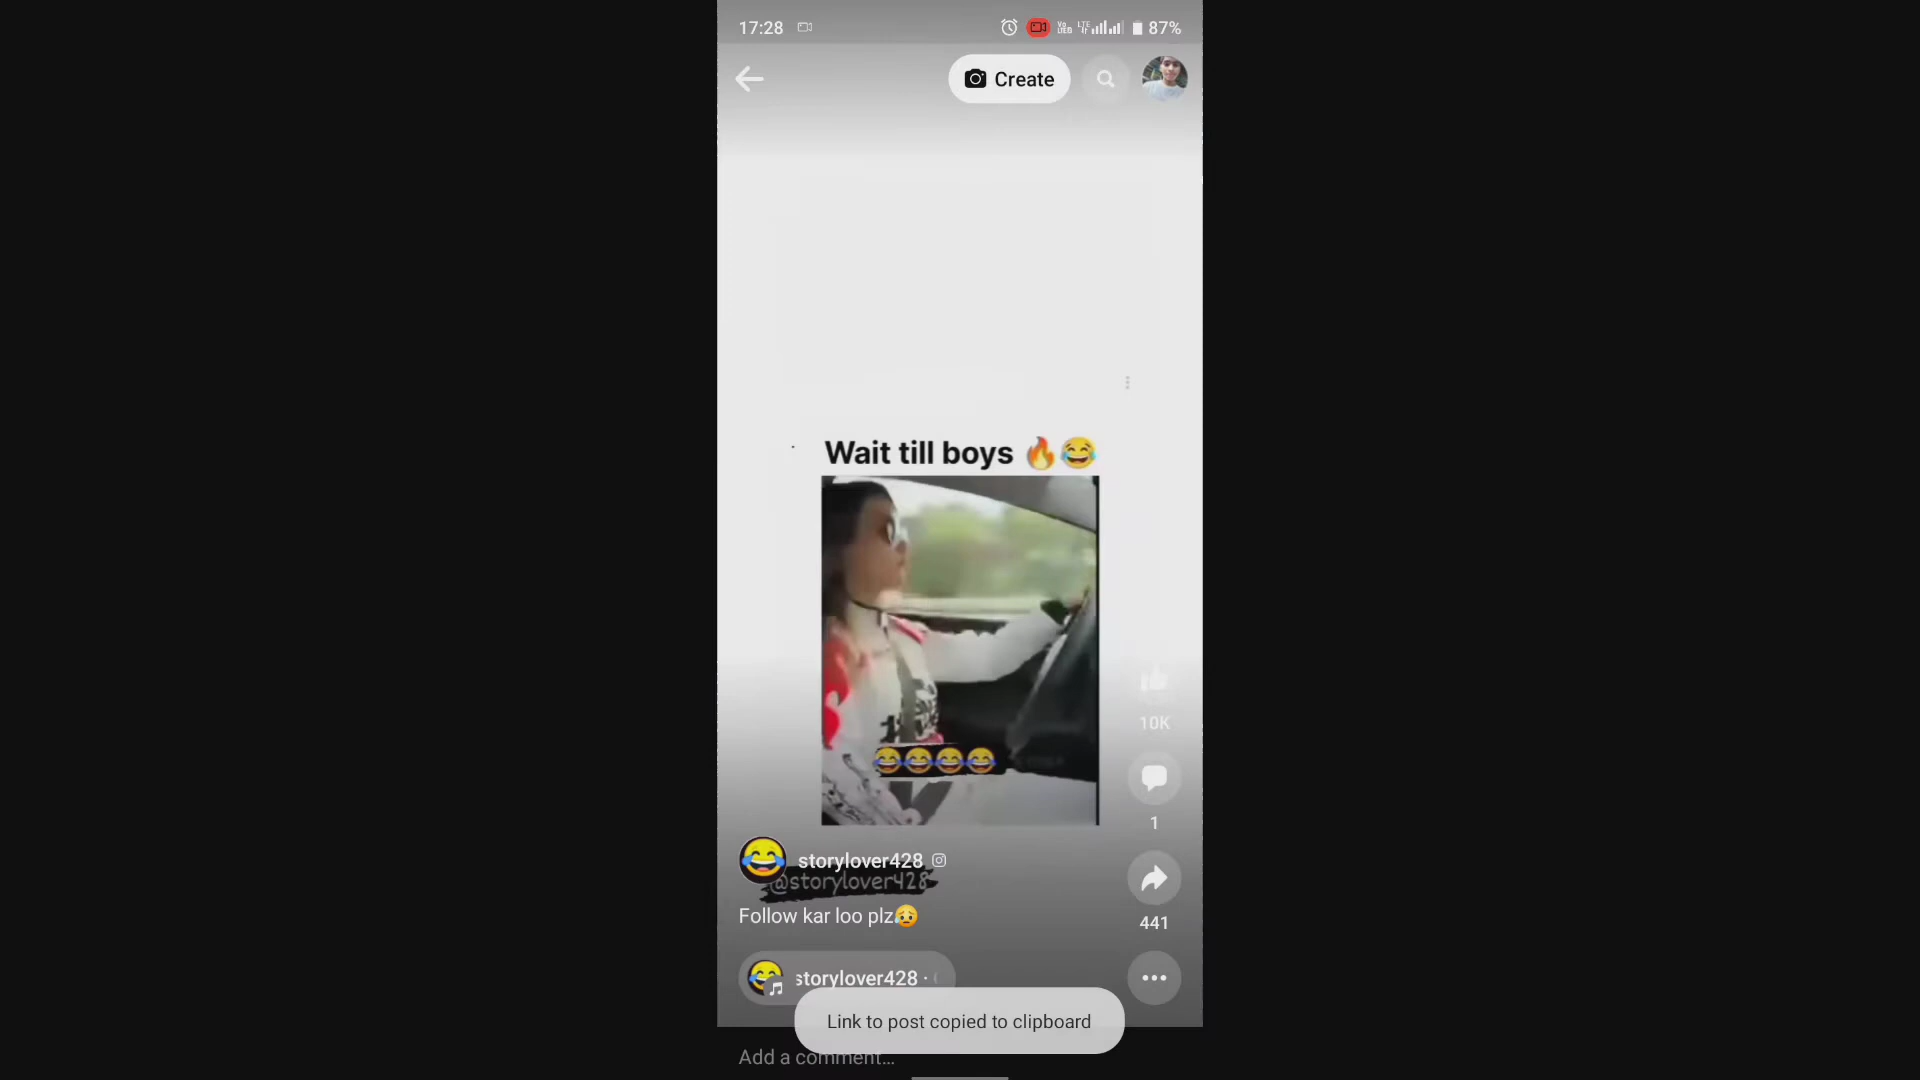 17:28
87%
Create
Wait till boys 🔥😂
😂😂😂😂
10K
1
storylover428
@storylover428
441
Follow kar loo plz😥
storylover428 ·
Link to post copied to clipboard
Add a comment...